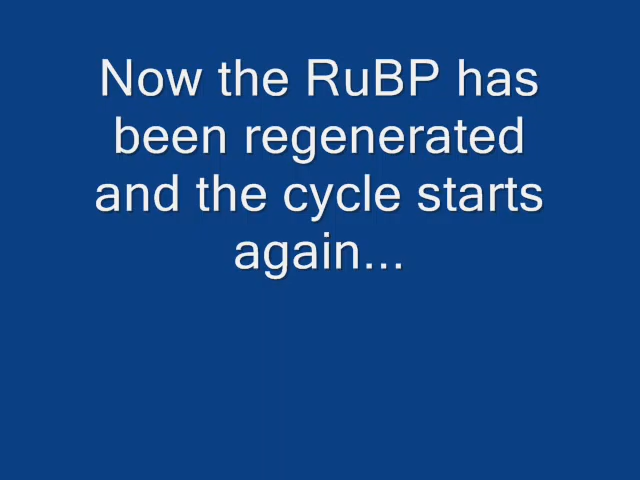 Now the RuBP has
been regenerated
and the cycle starts
again...